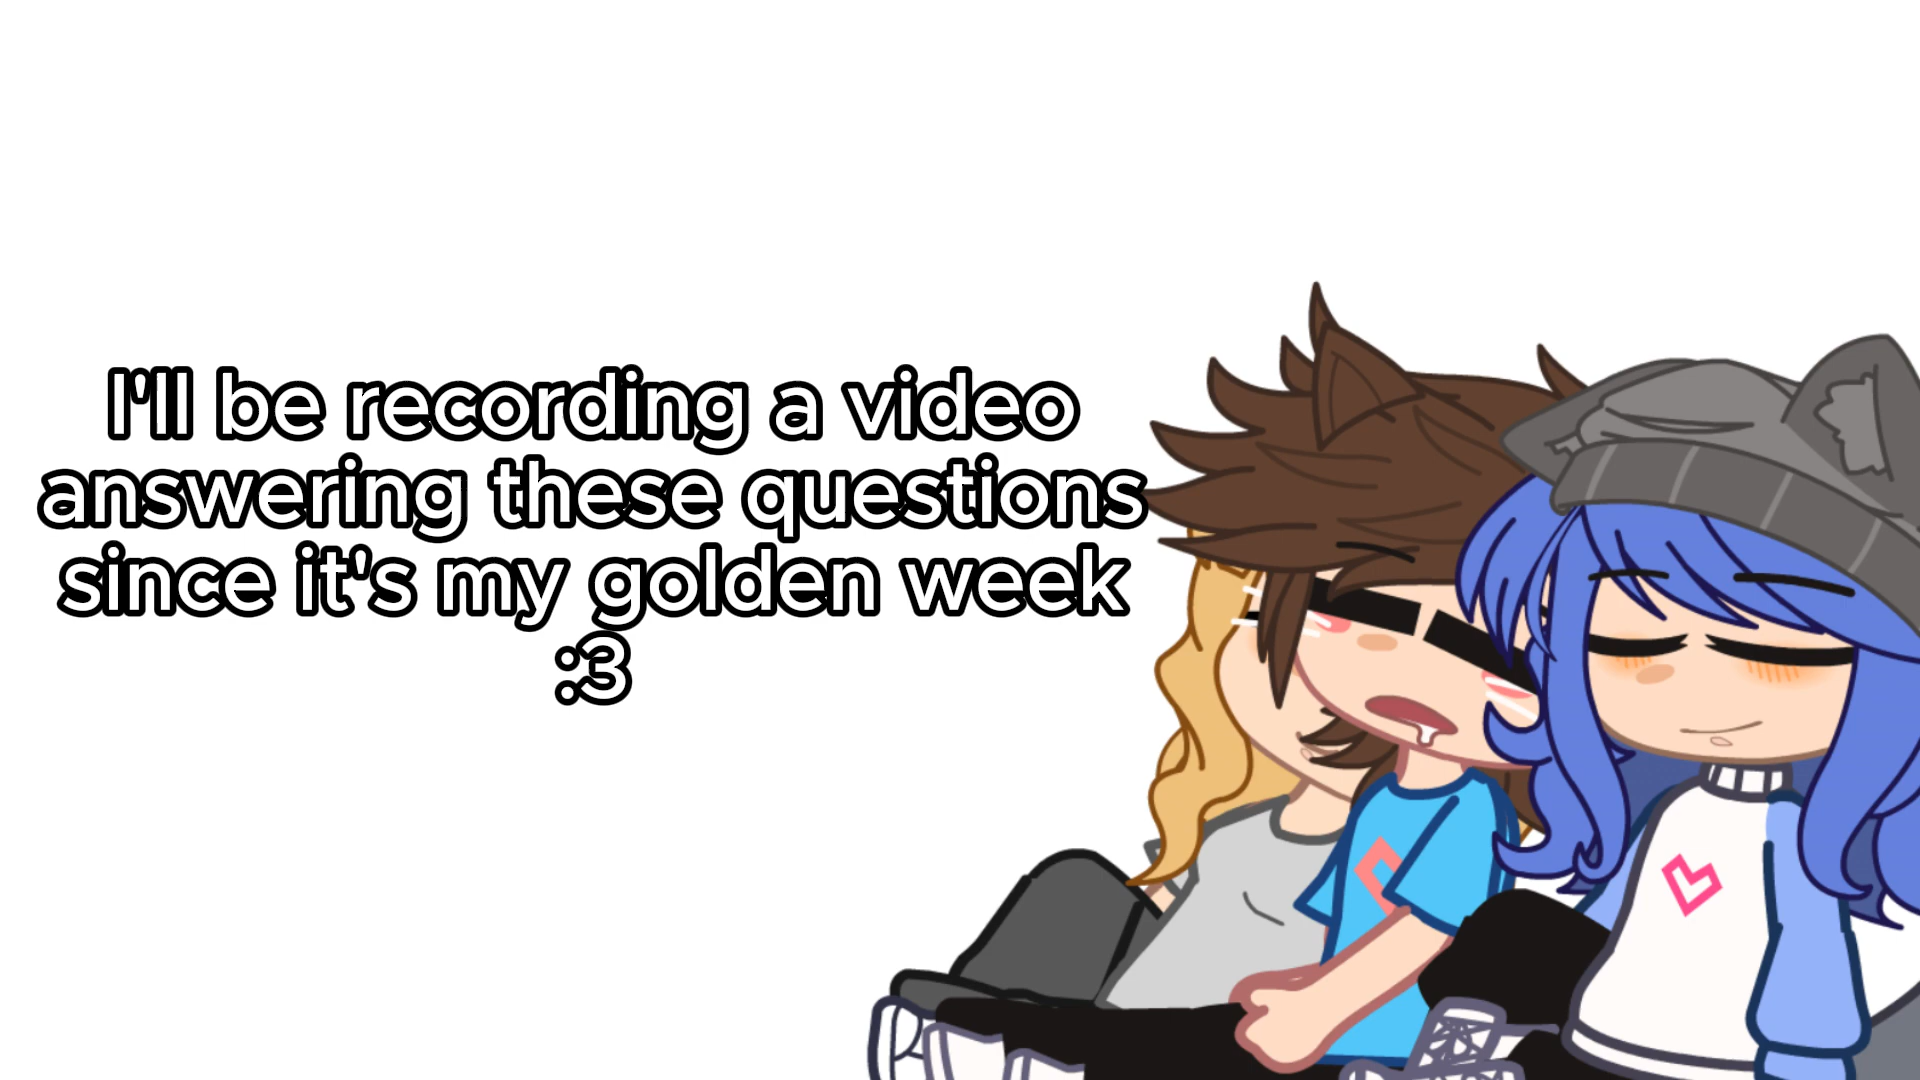 I'll be recording a video
answering these questions
since it's my golden week
:3